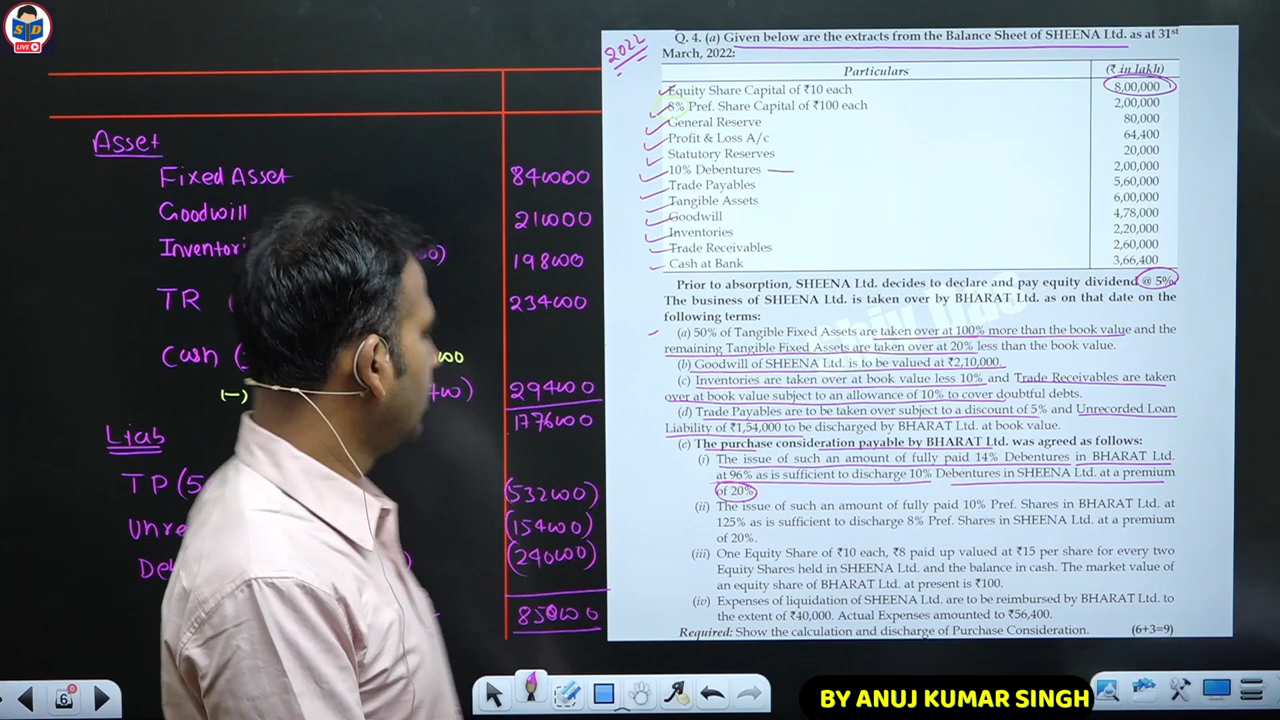 S D
LIVE
Asset
Fixed Asset 840000
Goodwill 210000
Inventori 00) 198000
TR ( 234000
Cash ( 00
(-) 00) 294400
1776400
Liab
TP (5 (532000)
Unre (154000)
De ) (240000)
850400
2022
Q. 4. (a) Given below are the extracts from the Balance Sheet of SHEENA Ltd. as at 31st
March, 2022:
Particulars (₹ in lakh)
Equity Share Capital of ₹10 each 8,00,000
8% Pref. Share Capital of ₹100 each 2,00,000
General Reserve 80,000
Profit & Loss A/c 64,400
Statutory Reserves 20,000
10% Debentures 2,00,000
Trade Payables 5,60,000
Tangible Assets 6,00,000
Goodwill 4,78,000
Inventories 2,20,000
Trade Receivables 2,60,000
Cash at Bank 3,66,400
Prior to absorption, SHEENA Ltd. decides to declare and pay equity dividend @ 5%.
The business of SHEENA Ltd. is taken over by BHARAT Ltd. as on that date on the
following terms:
(a) 50% of Tangible Fixed Assets are taken over at 100% more than the book value and the
remaining Tangible Fixed Assets are taken over at 20% less than the book value.
(b) Goodwill of SHEENA Ltd. is to be valued at ₹2,10,000.
(c) Inventories are taken over at book value less 10% and Trade Receivables are taken
over at book value subject to an allowance of 10% to cover doubtful debts.
(d) Trade Payables are to be taken over subject to a discount of 5% and Unrecorded Loan
Liability of ₹1,54,000 to be discharged by BHARAT Ltd. at book value.
(e) The purchase consideration payable by BHARAT Ltd. was agreed as follows:
(i) The issue of such an amount of fully paid 14% Debentures in BHARAT Ltd.
at 96% as is sufficient to discharge 10% Debentures in SHEENA Ltd. at a premium
of 20%
(ii) The issue of such an amount of fully paid 10% Pref. Shares in BHARAT Ltd. at
125% as is sufficient to discharge 8% Pref. Shares in SHEENA Ltd. at a premium
of 20%.
(iii) One Equity Share of ₹10 each, ₹8 paid up valued at ₹15 per share for every two
Equity Shares held in SHEENA Ltd. and the balance in cash. The market value of
an equity share of BHARAT Ltd. at present is ₹100.
(iv) Expenses of liquidation of SHEENA Ltd. are to be reimbursed by BHARAT Ltd. to
the extent of ₹40,000. Actual Expenses amounted to ₹56,400.
Required: Show the calculation and discharge of Purchase Consideration. (6+3=9)
6
BY ANUJ KUMAR SINGH